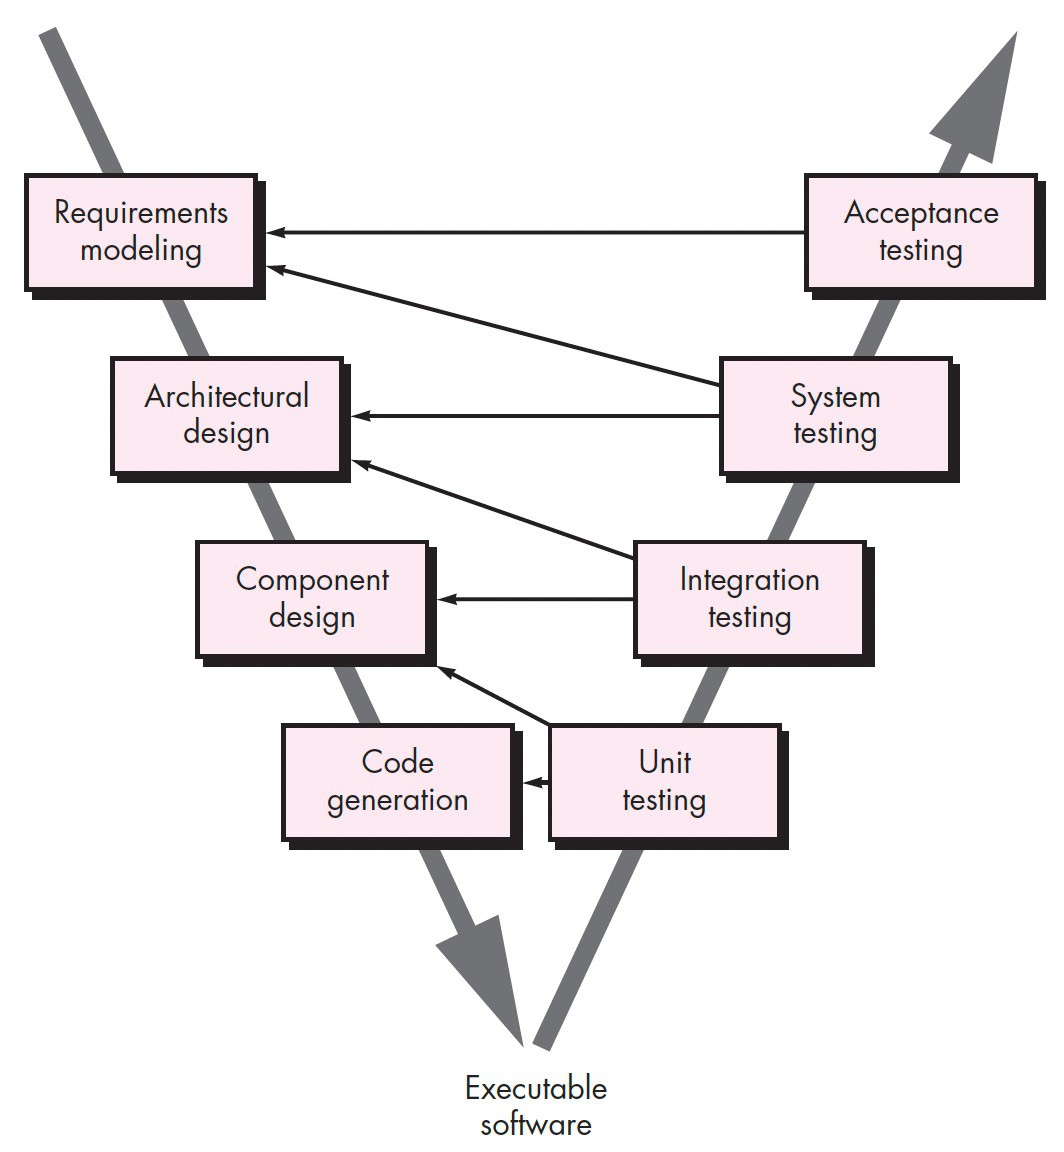 Requirements
modeling
Acceptance
testing
Architectural
design
System
testing
Component
design
Integration
testing
Code
generation
Unit
testing
Executable
software